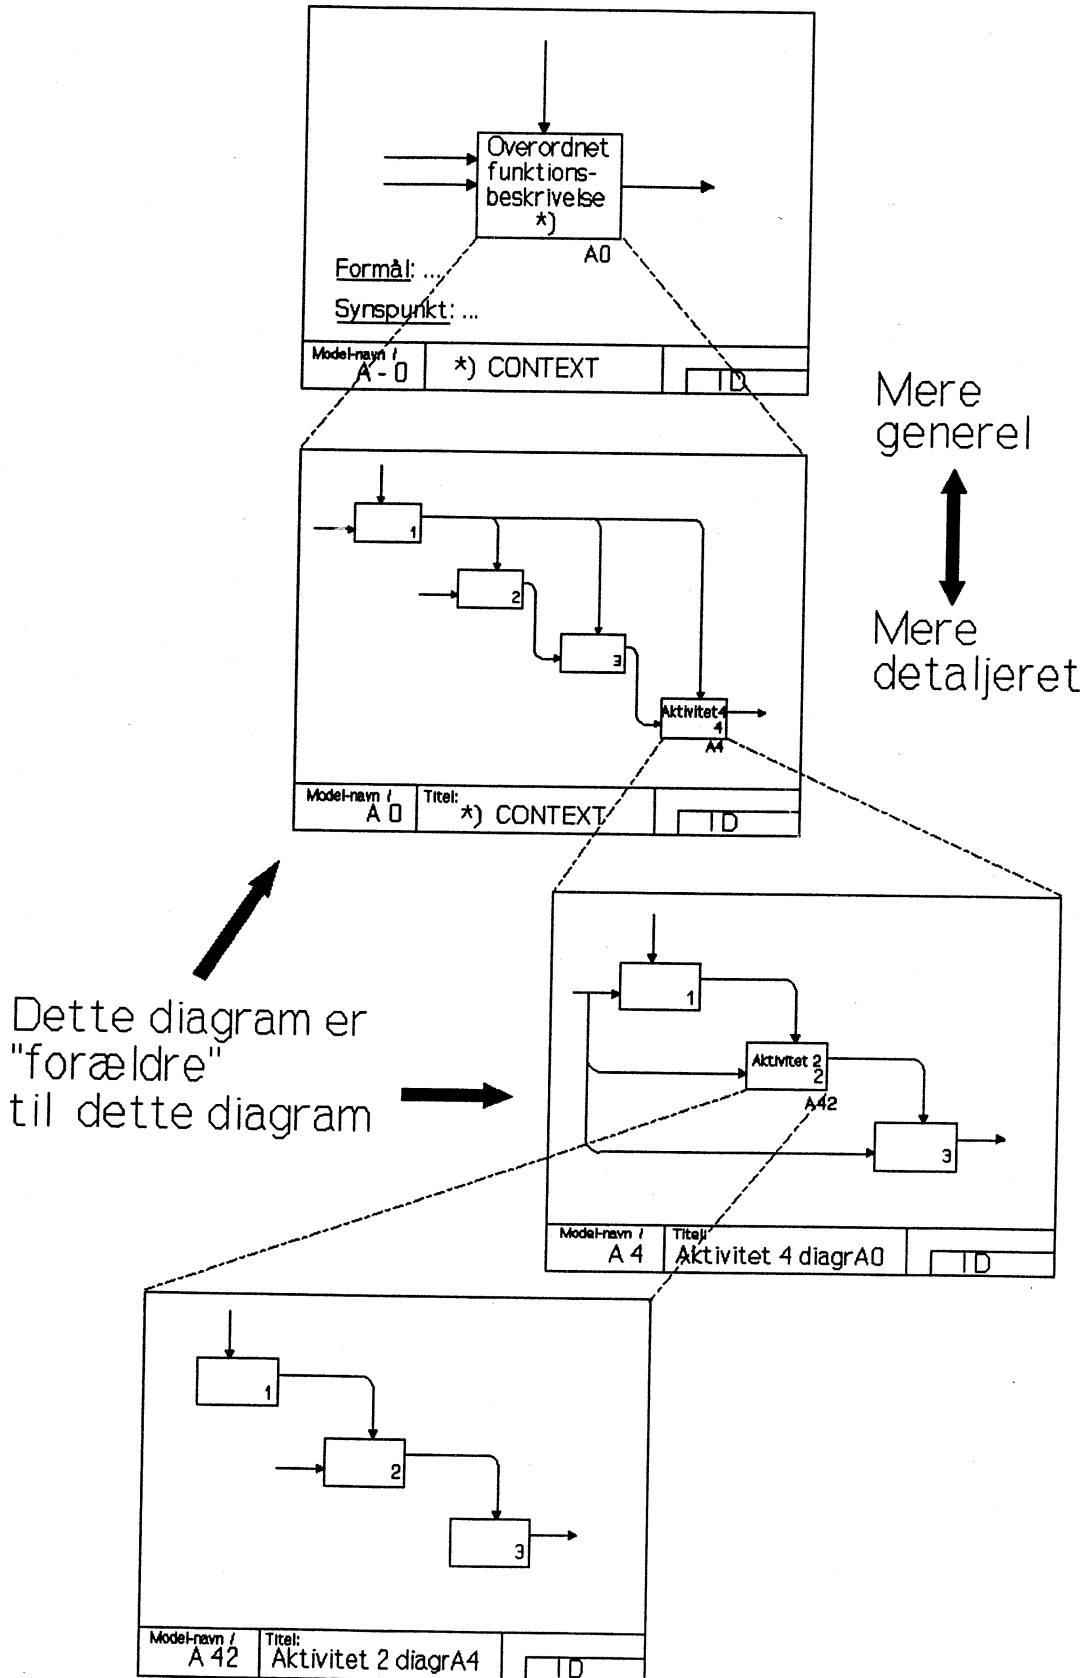 Overordnet
funktions-
beskrivelse
*)
A0
Formål: ...
Synspunkt: ...
Model-navn /
A-0
*) CONTEXT
ID
Mere
generel
Mere
detaljeret
1
2
3
Aktivitet4
4
A4
Model-navn /
A 0
Titel:
*) CONTEXT
ID
Dette diagram er
"forældre"
til dette diagram
1
Aktivitet 2
2
A42
3
Model-navn /
A 4
Titel:
Aktivitet 4 diagrA0
ID
1
2
3
Model-navn /
A 42
Titel:
Aktivitet 2 diagrA4
ID